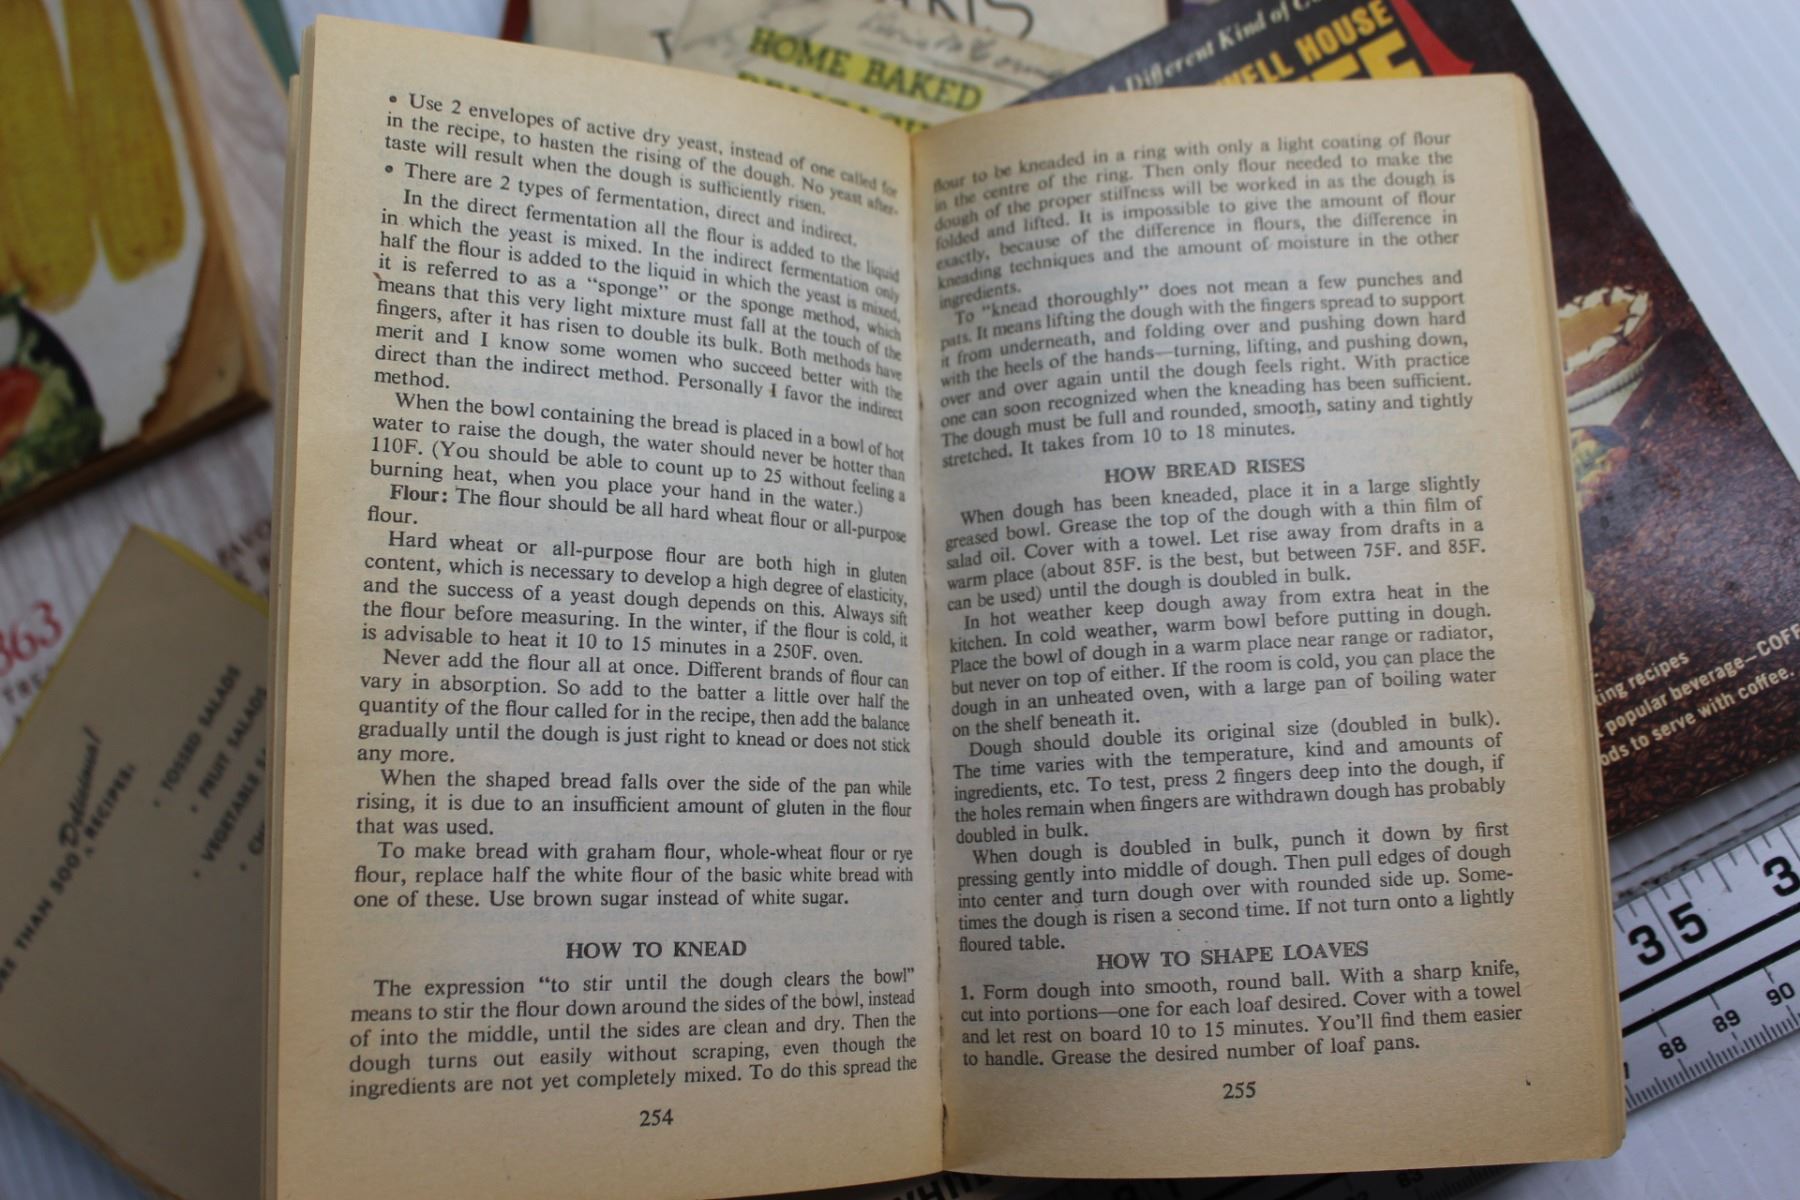 • Use 2 envelopes of active dry yeast, instead of one called for
in the recipe, to hasten the rising of the dough. No yeast after-
taste will result when the dough is sufficiently risen.
• There are 2 types of fermentation, direct and indirect.
In the direct fermentation all the flour is added to the liquid
in which the yeast is mixed. In the indirect fermentation only
half the flour is added to the liquid in which the yeast is mixed,
it is referred to as a “sponge” or the sponge method, which
means that this very light mixture must fall at the touch of the
fingers, after it has risen to double its bulk. Both methods have
merit and I know some women who succeed better with the
direct than the indirect method. Personally I favor the indirect
method.
When the bowl containing the bread is placed in a bowl of hot
water to raise the dough, the water should never be hotter than
110F. (You should be able to count up to 25 without feeling a
burning heat, when you place your hand in the water.)
Flour: The flour should be all hard wheat flour or all-purpose
flour.
Hard wheat or all-purpose flour are both high in gluten
content, which is necessary to develop a high degree of elasticity,
and the success of a yeast dough depends on this. Always sift
the flour before measuring. In the winter, if the flour is cold, it
is advisable to heat it 10 to 15 minutes in a 250F. oven.
Never add the flour all at once. Different brands of flour can
vary in absorption. So add to the batter a little over half the
quantity of the flour called for in the recipe, then add the balance
gradually until the dough is just right to knead or does not stick
any more.
When the shaped bread falls over the side of the pan while
rising, it is due to an insufficient amount of gluten in the flour
that was used.
To make bread with graham flour, whole-wheat flour or rye
flour, replace half the white flour of the basic white bread with
one of these. Use brown sugar instead of white sugar.
HOW TO KNEAD
The expression “to stir until the dough clears the bowl”
means to stir the flour down around the sides of the bowl, instead
of into the middle, until the sides are clean and dry. Then the
dough turns out easily without scraping, even though the
ingredients are not yet completely mixed. To do this spread the
254
flour to be kneaded in a ring with only a light coating of flour
in the centre of the ring. Then only flour needed to make the
dough of the proper stiffness will be worked in as the dough is
folded and lifted. It is impossible to give the amount of flour
exactly, because of the difference in flours, the difference in
kneading techniques and the amount of moisture in the other
ingredients.
To “knead thoroughly” does not mean a few punches and
pats. It means lifting the dough with the fingers spread to support
it from underneath, and folding over and pushing down hard
with the heels of the hands—turning, lifting, and pushing down,
over and over again until the dough feels right. With practice
one can soon recognized when the kneading has been sufficient.
The dough must be full and rounded, smooth, satiny and tightly
stretched. It takes from 10 to 18 minutes.
HOW BREAD RISES
When dough has been kneaded, place it in a large slightly
greased bowl. Grease the top of the dough with a thin film of
salad oil. Cover with a towel. Let rise away from drafts in a
warm place (about 85F. is the best, but between 75F. and 85F.
can be used) until the dough is doubled in bulk.
In hot weather keep dough away from extra heat in the
kitchen. In cold weather, warm bowl before putting in dough.
Place the bowl of dough in a warm place near range or radiator,
but never on top of either. If the room is cold, you can place the
dough in an unheated oven, with a large pan of boiling water
on the shelf beneath it.
Dough should double its original size (doubled in bulk).
The time varies with the temperature, kind and amounts of
ingredients, etc. To test, press 2 fingers deep into the dough, if
the holes remain when fingers are withdrawn dough has probably
doubled in bulk.
When dough is doubled in bulk, punch it down by first
pressing gently into middle of dough. Then pull edges of dough
into center and turn dough over with rounded side up. Some-
times the dough is risen a second time. If not turn onto a lightly
floured table.
HOW TO SHAPE LOAVES
1. Form dough into smooth, round ball. With a sharp knife,
cut into portions—one for each loaf desired. Cover with a towel
and let rest on board 10 to 15 minutes. You’ll find them easier
to handle. Grease the desired number of loaf pans.
255
HOME BAKED
Different Kind of
WELL HOUSE
recipes
popular beverage—COFF
to serve with coffee.
363
THAN 500 Delicious!
RECIPES:
• TOSSED SALADS
• FRUIT SALADS
• VEGETABLE
35
3
88 89 90